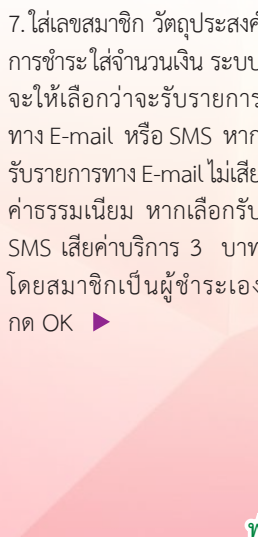 7. ใส่เลขสมาชิก วัตถุประสงค์
การชำระใส่จำนวนเงิน ระบบ
จะให้เลือกว่าจะรับรายการ
ทาง E-mail หรือ SMS หาก
รับรายการทาง E-mail ไม่เสีย
ค่าธรรมเนียม หากเลือกรับ
SMS เสียค่าบริการ 3 บาท
โดยสมาชิกเป็นผู้ชำระเอง
กด OK ▶